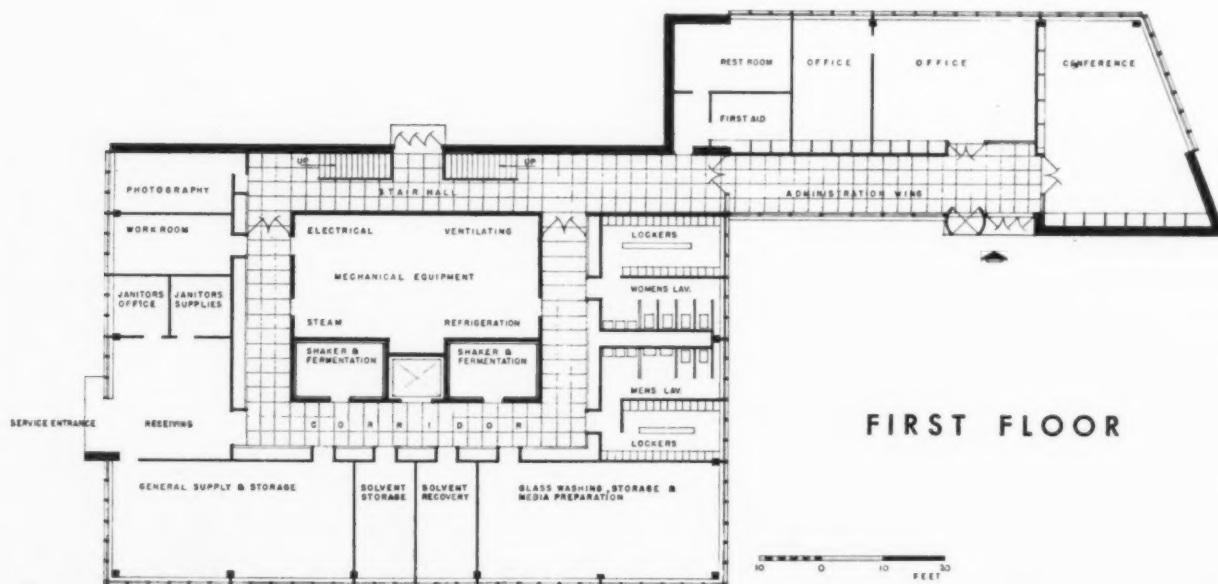 REST ROOM
OFFICE
OFFICE
CONFERENCE
FIRST AID
UP
UP
STAIR HALL
ADMINISTRATION WING
PHOTOGRAPHY
WORK ROOM
ELECTRICAL
VENTILATING
LOCKERS
MECHANICAL EQUIPMENT
JANITORS
OFFICE
JANITORS
SUPPLIES
WOMENS LAV.
STEAM
REFRIGERATION
SHAKER &
FERMENTATION
SHAKER &
FERMENTATION
MENS LAV.
SERVICE ENTRANCE
RECEIVING
CORRIDOR
LOCKERS
FIRST FLOOR
GENERAL SUPPLY & STORAGE
SOLVENT
STORAGE
SOLVENT
RECOVERY
GLASS WASHING, STORAGE &
MEDIA PREPARATION
10 0 10 20
FEET